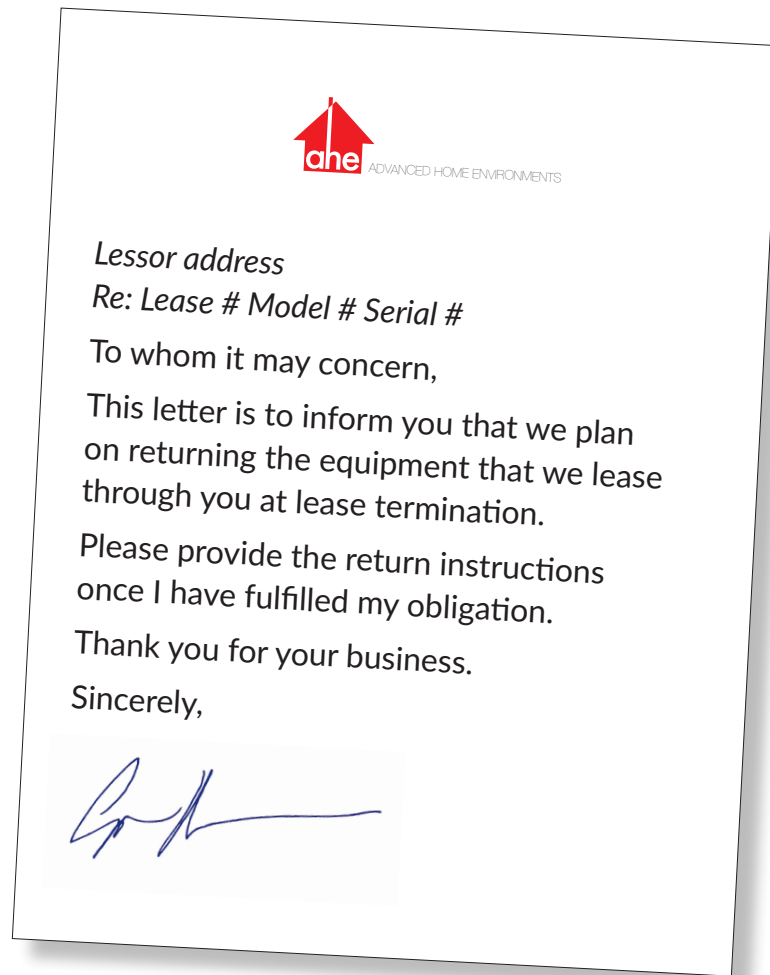 ahe ADVANCED HOME ENVIRONMENTS
Lessor address
Re: Lease # Model # Serial #
To whom it may concern,
This letter is to inform you that we plan
on returning the equipment that we lease
through you at lease termination.
Please provide the return instructions
once I have fulfilled my obligation.
Thank you for your business.
Sincerely,